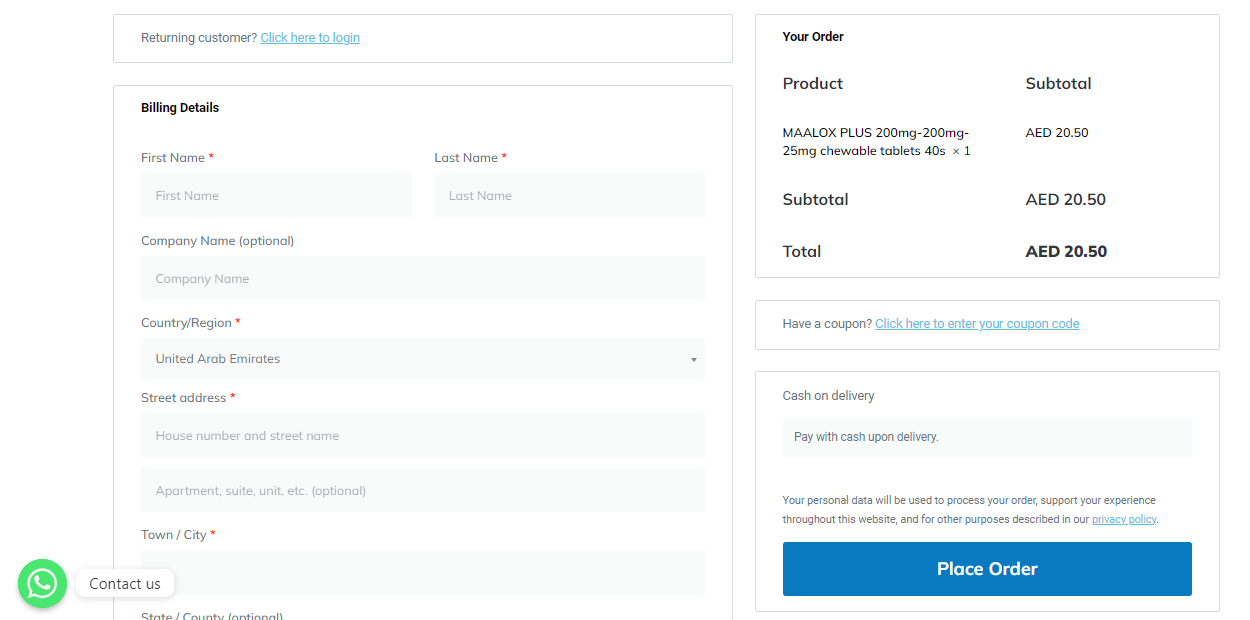 Returning customer? Click here to login
Billing Details
First Name *
Last Name *
First Name
Last Name
Company Name (optional)
Company Name
Country/Region *
United Arab Emirates
Street address *
House number and street name
Apartment, suite, unit, etc. (optional)
Town / City *
State / County (optional)
Contact us
Your Order
Product
Subtotal
MAALOX PLUS 200mg-200mg-
25mg chewable tablets 40s × 1
AED 20.50
Subtotal
AED 20.50
Total
AED 20.50
Have a coupon? Click here to enter your coupon code
Cash on delivery
Pay with cash upon delivery.
Your personal data will be used to process your order, support your experience
throughout this website, and for other purposes described in our privacy policy.
Place Order